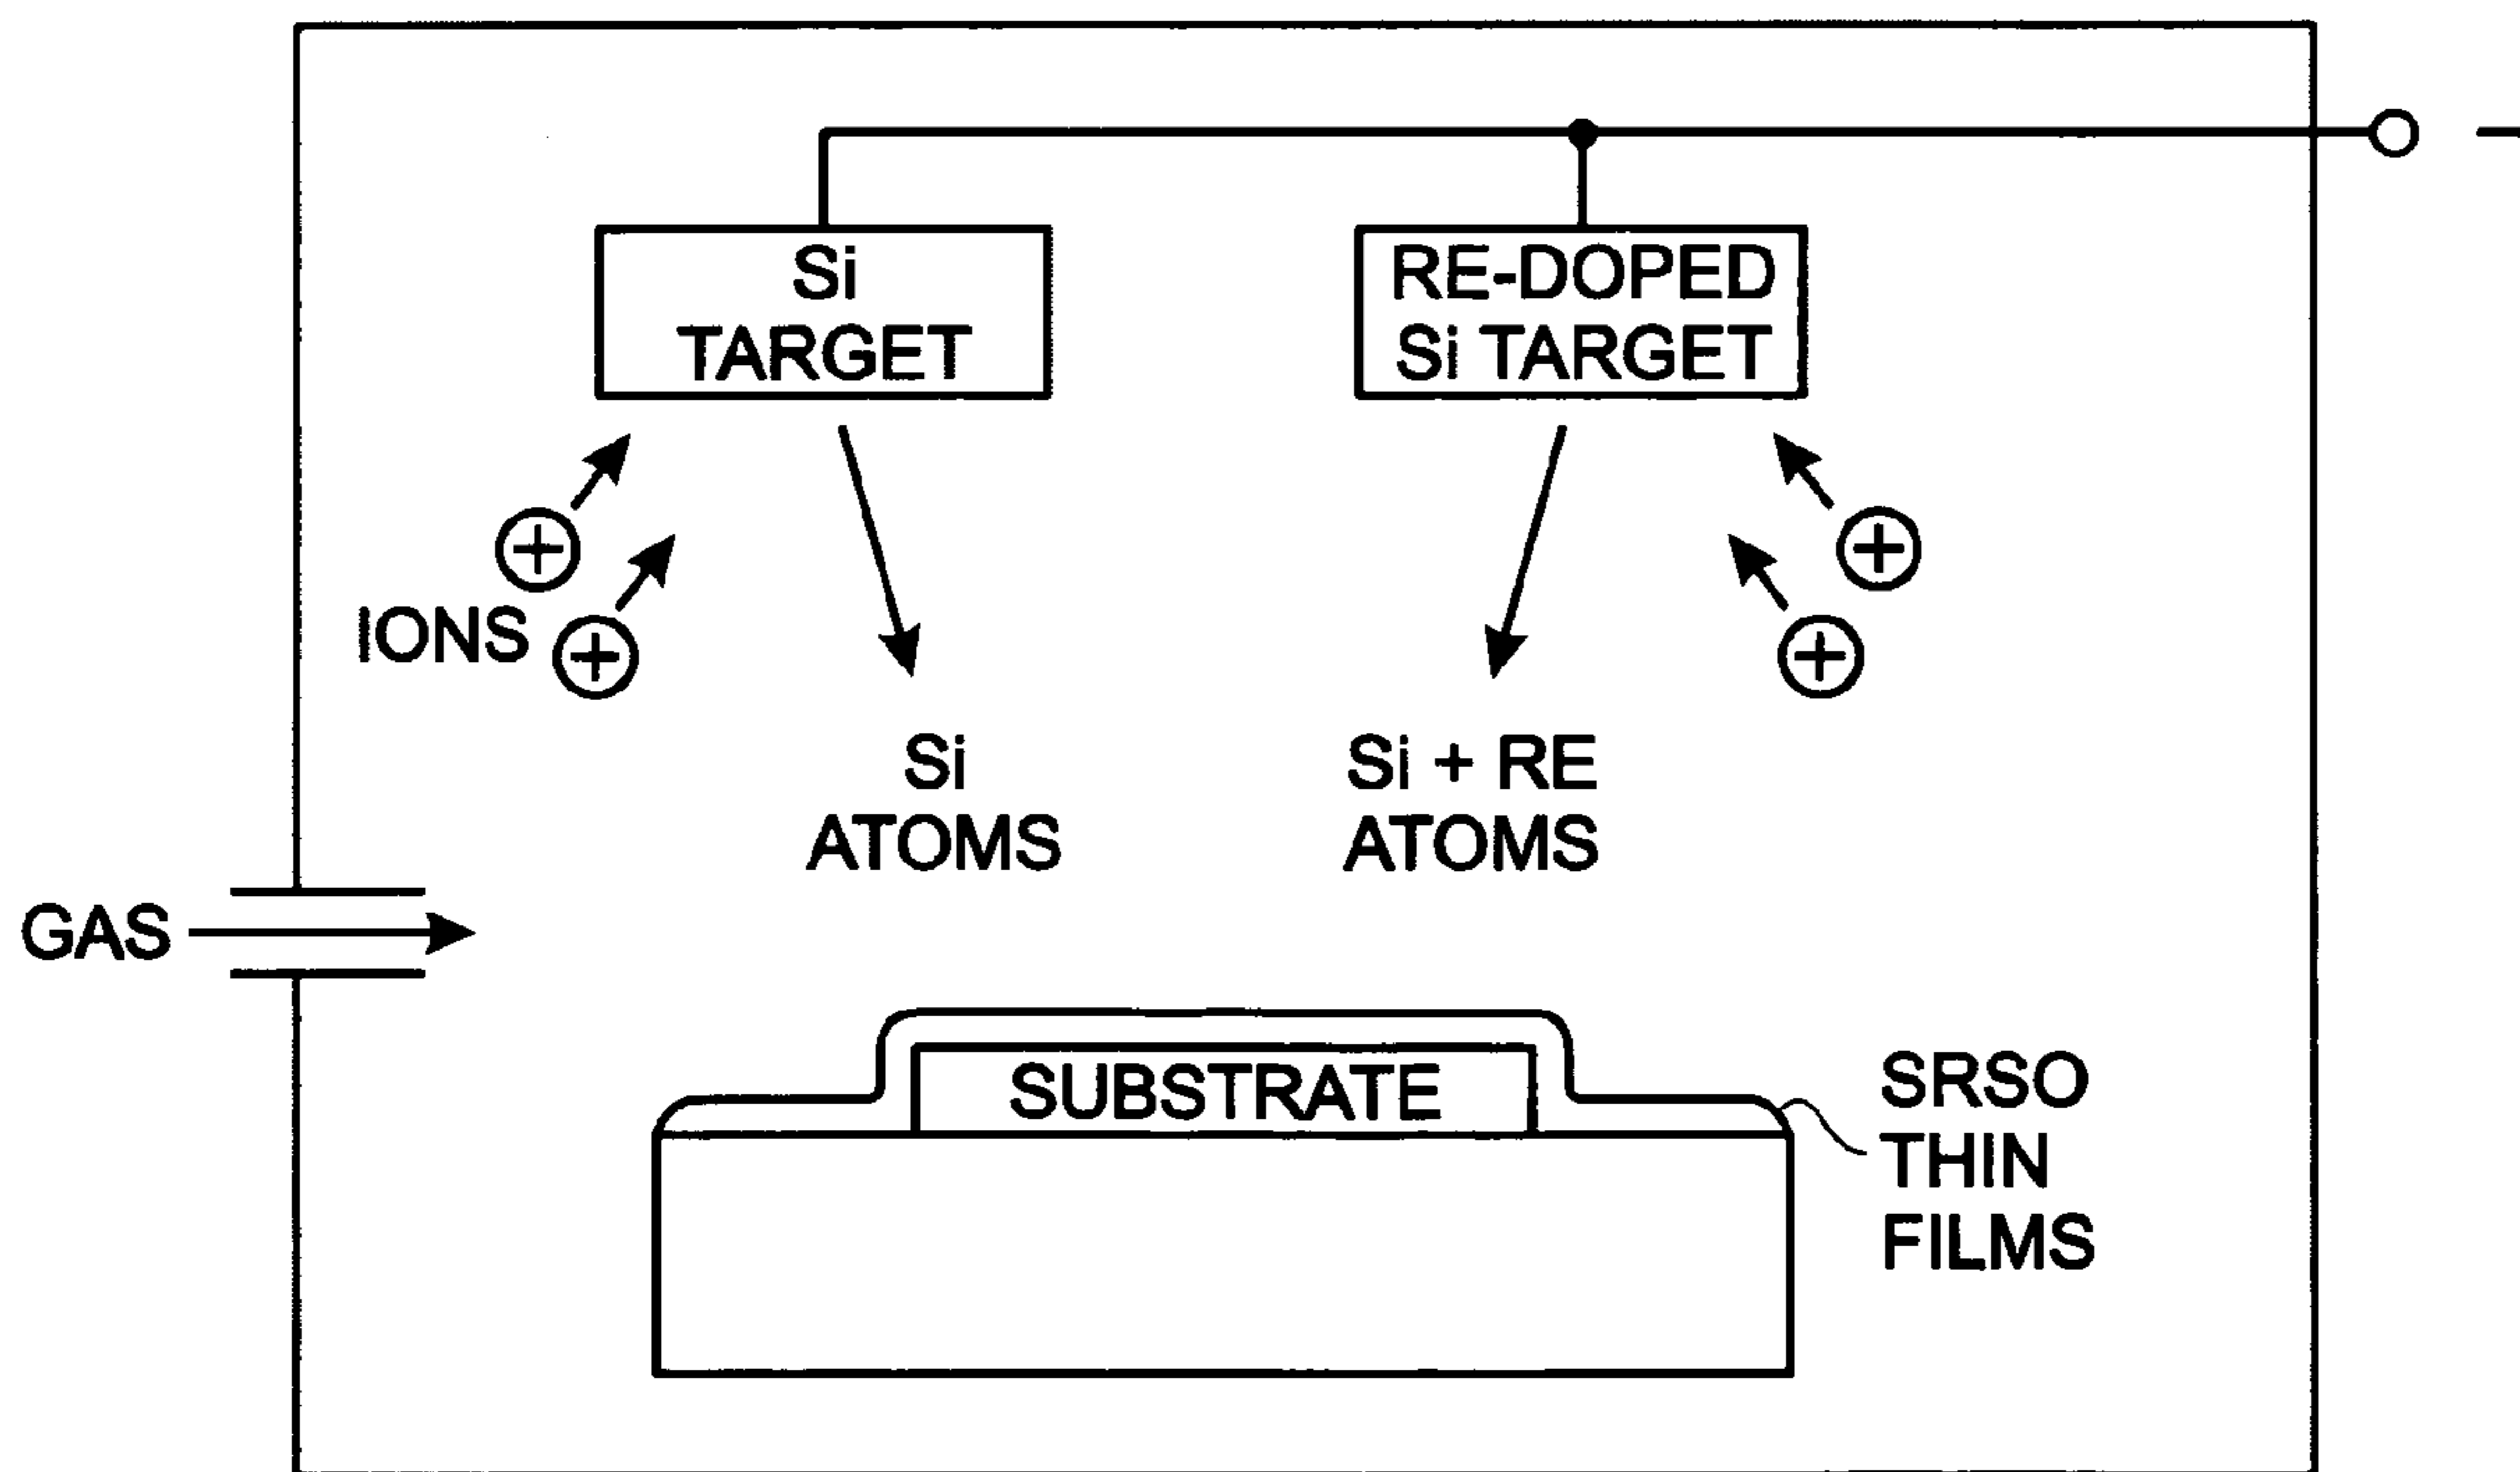 Si
TARGET
RE-DOPED
Si TARGET
IONS
Si
ATOMS
Si + RE
ATOMS
GAS
SUBSTRATE
SRSO
THIN
FILMS